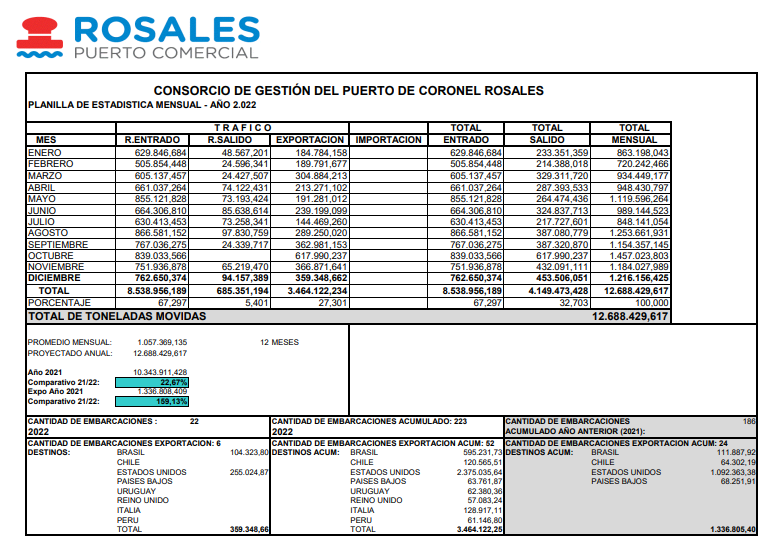 ROSALES
PUERTO COMERCIAL
CONSORCIO DE GESTIÓN DEL PUERTO DE CORONEL ROSALES
PLANILLA DE ESTADISTICA MENSUAL - AÑO 2.022
T R A F I C O TOTAL TOTAL TOTAL
MES R.ENTRADO R.SALIDO EXPORTACION IMPORTACION ENTRADO SALIDO MENSUAL
ENERO 629.846,684 48.567,201 184.784,158 629.846,684 233.351,359 863.198,043
FEBRERO 505.854,448 24.596,341 189.791,677 505.854,448 214.388,018 720.242,466
MARZO 605.137,457 24.427,507 304.884,213 605.137,457 329.311,720 934.449,177
ABRIL 661.037,264 74.122,431 213.271,102 661.037,264 287.393,533 948.430,797
MAYO 855.121,828 73.193,424 191.281,012 855.121,828 264.474,436 1.119.596,264
JUNIO 664.306,810 85.638,614 239.199,099 664.306,810 324.837,713 989.144,523
JULIO 630.413,453 73.258,341 144.469,260 630.413,453 217.727,601 848.141,054
AGOSTO 866.581,152 97.830,759 289.250,020 866.581,152 387.080,779 1.253.661,931
SEPTIEMBRE 767.036,275 24.339,717 362.981,153 767.036,275 387.320,870 1.154.357,145
OCTUBRE 839.033,566 617.990,237 839.033,566 617.990,237 1.457.023,803
NOVIEMBRE 751.936,878 65.219,470 366.871,641 751.936,878 432.091,111 1.184.027,989
DICIEMBRE 762.650,374 94.157,389 359.348,662 762.650,374 453.506,051 1.216.156,425
TOTAL 8.538.956,189 685.351,194 3.464.122,234 8.538.956,189 4.149.473,428 12.688.429,617
PORCENTAJE 67,297 5,401 27,301 67,297 32,703 100,000
TOTAL DE TONELADAS MOVIDAS 12.688.429,617
PROMEDIO MENSUAL: 1.057.369,135 12 MESES
PROYECTADO ANUAL: 12.688.429,617
Año 2021 10.343.911,428
Comparativo 21/22: 22,67%
Expo Año 2021 1.336.808,409
Comparativo 21/22: 159,13%
CANTIDAD DE EMBARCACIONES : 22 CANTIDAD DE EMBARCACIONES ACUMULADO: 223 CANTIDAD DE EMBARCACIONES 186
2022 2022 ACUMULADO AÑO ANTERIOR (2021):
CANTIDAD DE EMBARCACIONES EXPORTACION: 6 CANTIDAD DE EMBARCACIONES EXPORTACION ACUM: 52 CANTIDAD DE EMBARCACIONES EXPORTACION ACUM: 24
DESTINOS: BRASIL 104.323,80 DESTINOS ACUM: BRASIL 595.231,73 DESTINOS ACUM: BRASIL 111.887,92
CHILE CHILE 120.565,51 CHILE 64.302,19
ESTADOS UNIDOS 255.024,87 ESTADOS UNIDOS 2.375.035,64 ESTADOS UNIDOS 1.092.363,38
PAISES BAJOS PAISES BAJOS 63.761,87 PAISES BAJOS 68.251,91
URUGUAY URUGUAY 62.380,36
REINO UNIDO REINO UNIDO 57.083,24
ITALIA ITALIA 128.917,11
PERU PERU 61.146,80
TOTAL 359.348,66 TOTAL 3.464.122,25 1.336.805,40